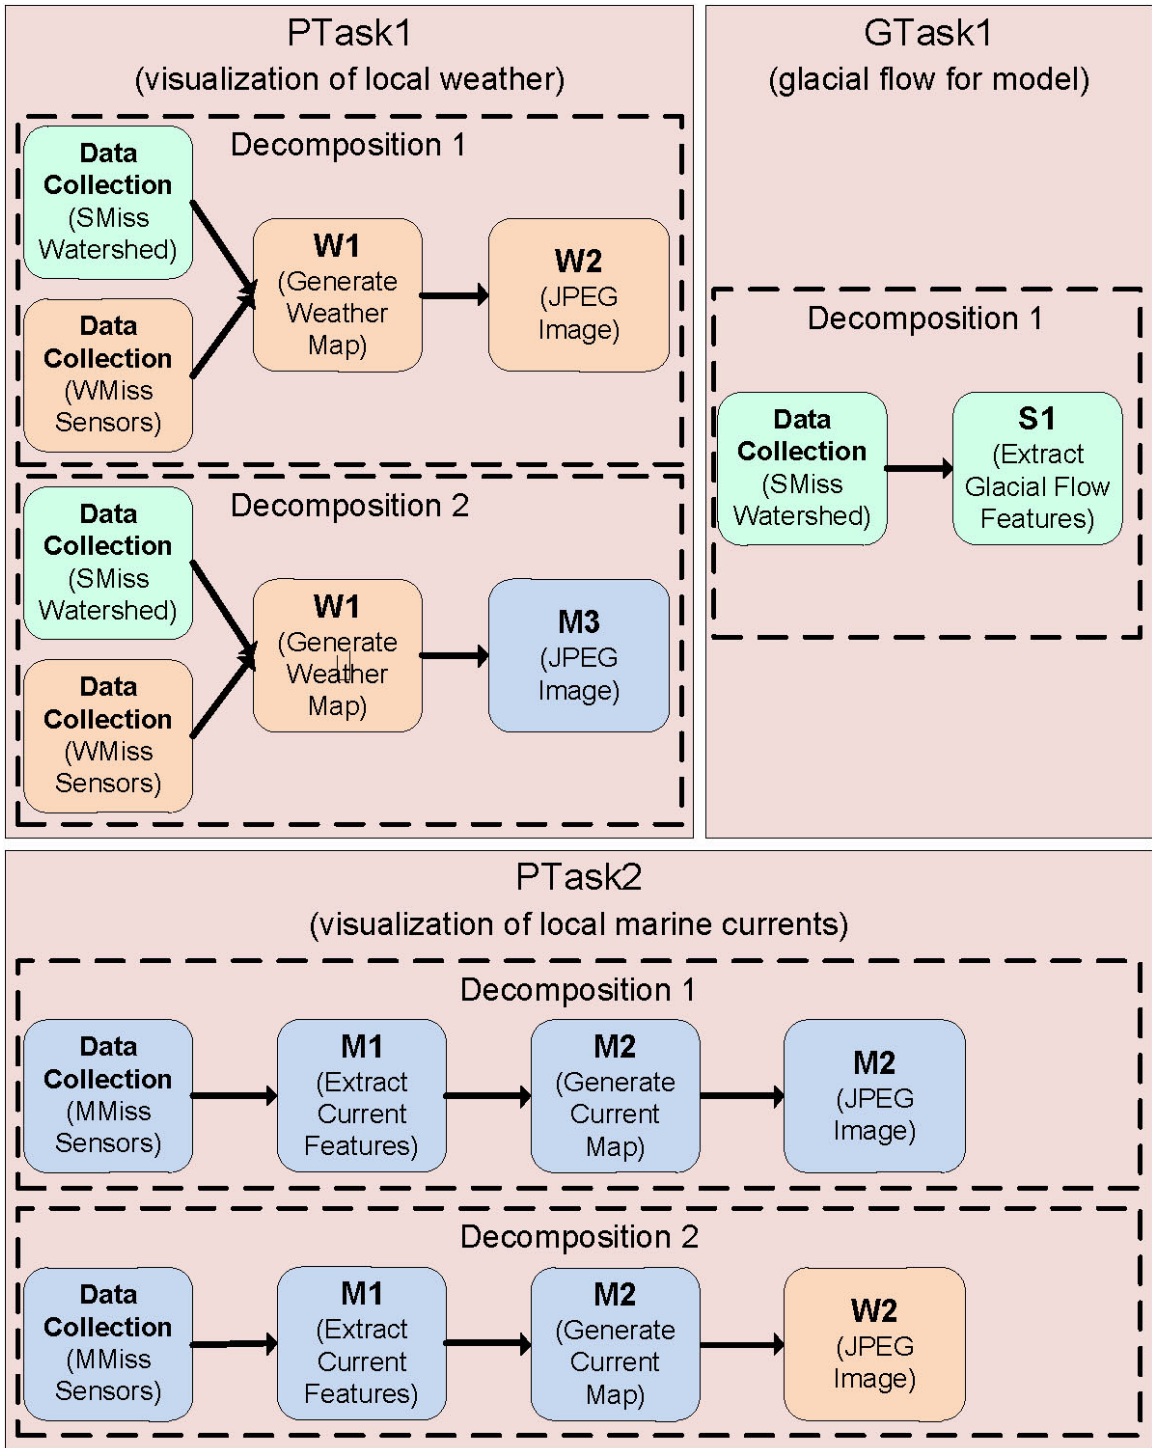 PTask1
(visualization of local weather)
Decomposition 1
Data
Collection
(SMiss
Watershed)
Data
Collection
(WMiss
Sensors)
W1
(Generate
Weather
Map)
W2
(JPEG
Image)
Decomposition 2
Data
Collection
(SMiss
Watershed)
Data
Collection
(WMiss
Sensors)
W1
(Generate
Weather
Map)
M3
(JPEG
Image)
GTask1
(glacial flow for model)
Decomposition 1
Data
Collection
(SMiss
Watershed)
S1
(Extract
Glacial Flow
Features)
PTask2
(visualization of local marine currents)
Decomposition 1
Data
Collection
(MMiss
Sensors)
M1
(Extract
Current
Features)
M2
(Generate
Current
Map)
M2
(JPEG
Image)
Decomposition 2
Data
Collection
(MMiss
Sensors)
M1
(Extract
Current
Features)
M2
(Generate
Current
Map)
W2
(JPEG
Image)